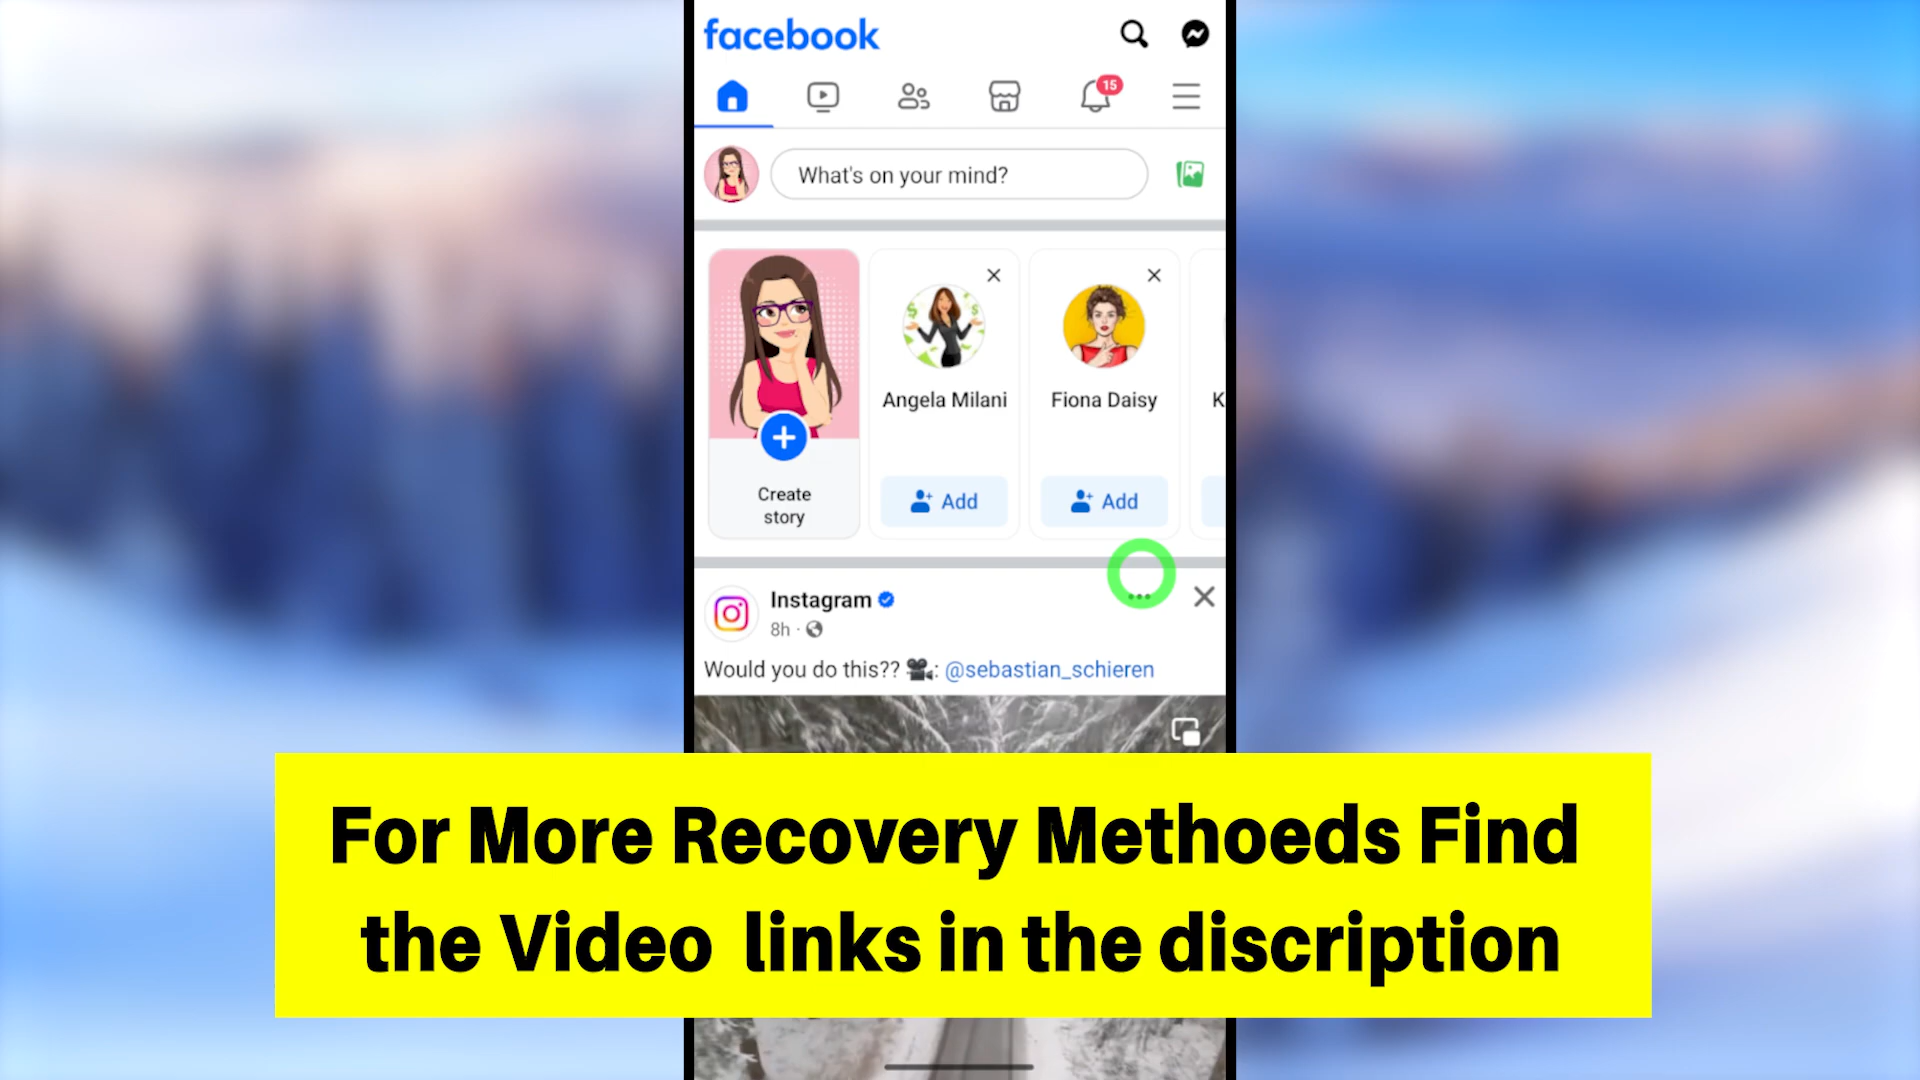 facebook
15
What's on your mind?
Angela Milani
Fiona Daisy
K
Create
story
Add
Add
Instagram
8h ·
Would you do this?? 🎥: @sebastian_schieren
For More Recovery Methoeds Find
the Video links in the discription